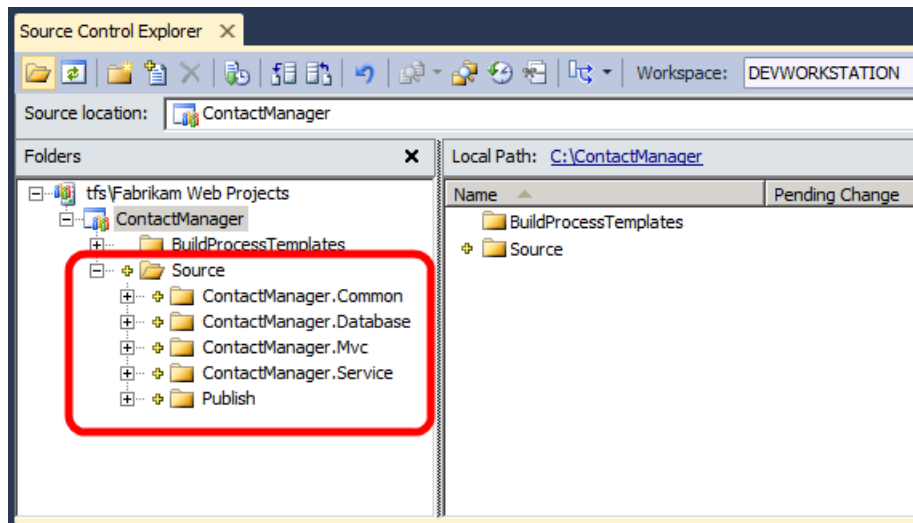 Source Control Explorer
Workspace: DEVWORKSTATION
Source location: ContactManager
Folders
Local Path: C:\ContactManager
tfs\Fabrikam Web Projects
ContactManager
BuildProcessTemplates
Source
ContactManager.Common
ContactManager.Database
ContactManager.Mvc
ContactManager.Service
Publish
Name Pending Change
BuildProcessTemplates
Source